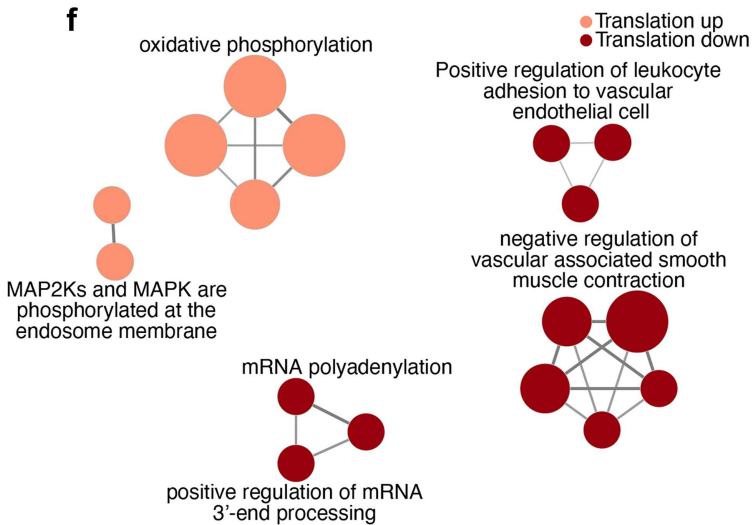 f
Translation up
Translation down
oxidative phosphorylation
Positive regulation of leukocyte
adhesion to vascular
endothelial cell
negative regulation of
vascular associated smooth
muscle contraction
MAP2Ks and MAPK are
phosphorylated at the
endosome membrane
mRNA polyadenylation
positive regulation of mRNA
3’-end processing